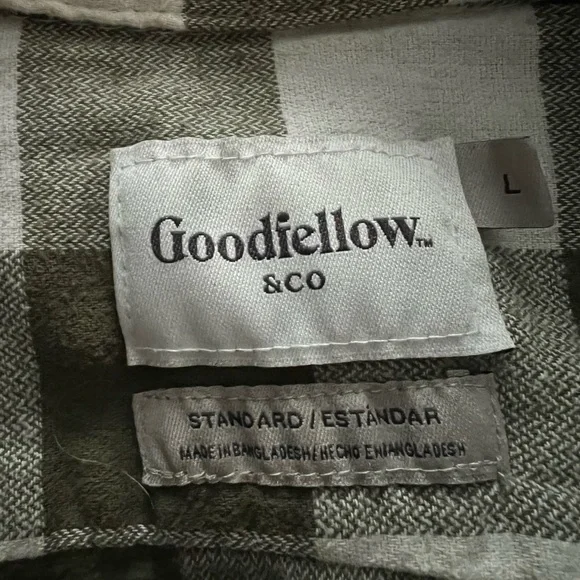 Goodfellow™
&CO
L
STANDARD / ESTÁNDAR
MADE IN BANGLADESH / HECHO EN BANGLADESH